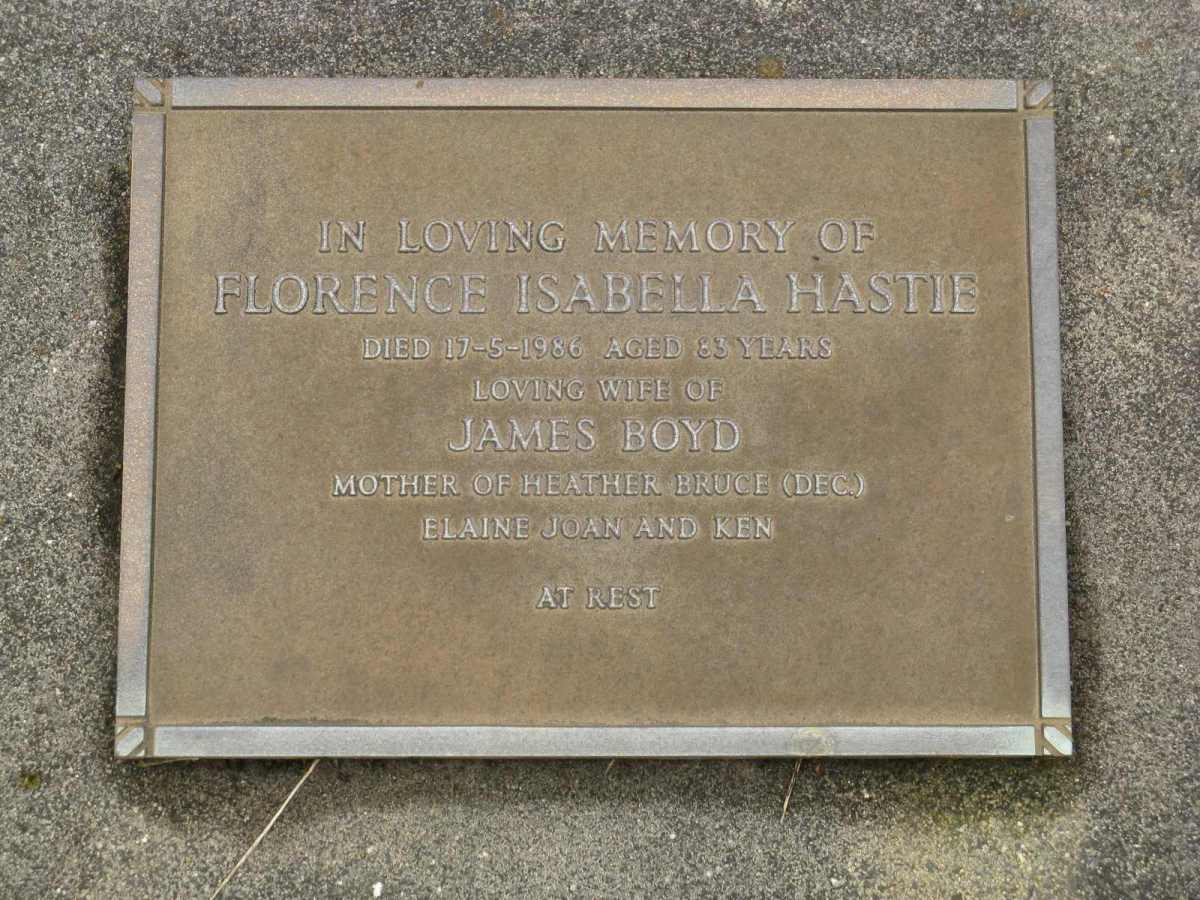 IN LOVING MEMORY OF
FLORENCE ISABELLA HASTIE
DIED 17-5-1986 AGED 83 YEARS
LOVING WIFE OF
JAMES BOYD
MOTHER OF HEATHER BRUCE (DEC.)
ELAINE JOAN AND KEN
AT REST